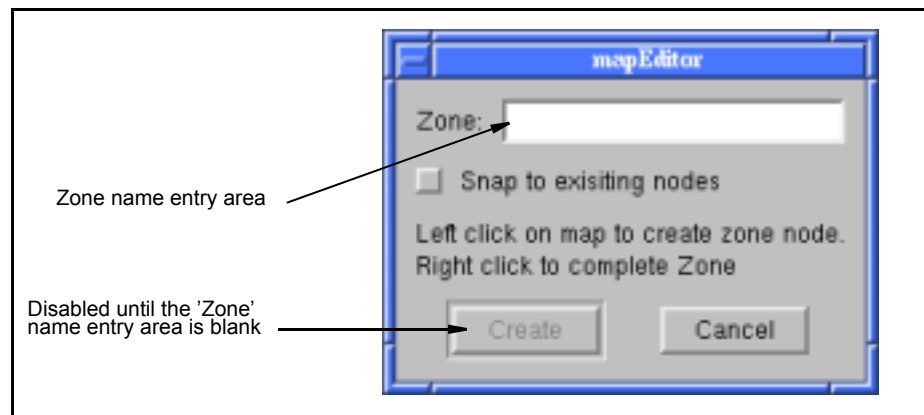 mapEditor
Zone:
Zone name entry area
Snap to exisiting nodes
Left click on map to create zone node.
Right click to complete Zone
Disabled until the ’Zone’
name entry area is blank
Create
Cancel